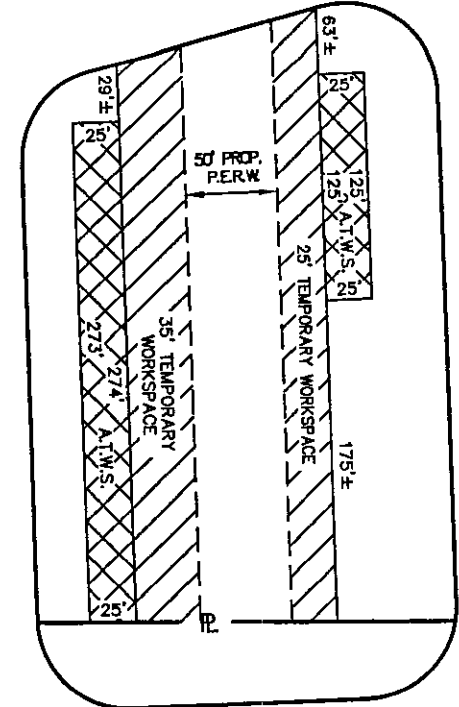 63'±
29'±
25'
25'
50' PROP.
P.E.R.W.
125'
125'
A.T.W.S.
25'
25' TEMPORARY WORKSPACE
35' TEMPORARY
WORKSPACE
274'
273'
A.T.W.S.
175'±
25'
PL